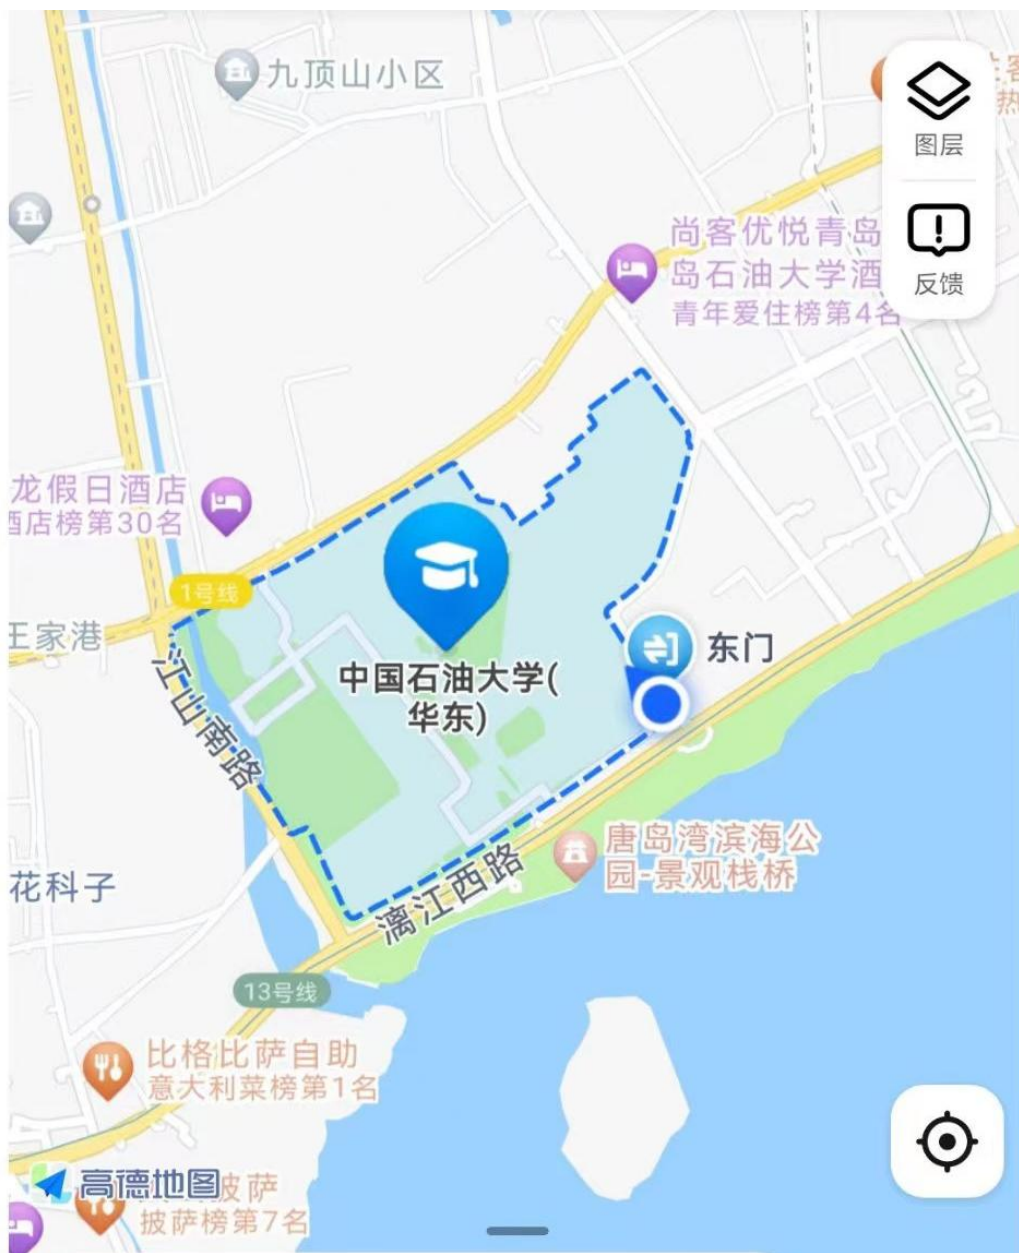 九顶山小区
图层
反馈
尚客优悦青岛
岛石油大学酒
青年爱住榜第4名
龙假日酒店
酒店榜第30名
1号线
王家港
江山南路
中国石油大学(
华东)
东门
唐岛湾滨海公
园-景观栈桥
漓江西路
花科子
13号线
比格比萨自助
意大利菜榜第1名
高德地图
披萨
披萨榜第7名